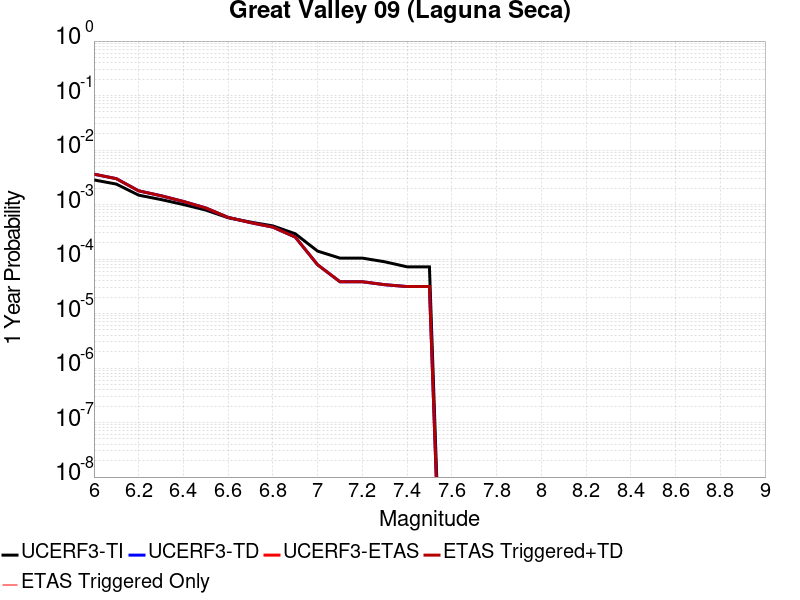 Great Valley 09 (Laguna Seca)
10 0
10 -1
10 -2
10 -3
10 -4
10 -5
10 -6
10 -7
10 -8
1 Year Probability
6 6.2 6.4 6.6 6.8 7 7.2 7.4 7.6 7.8 8 8.2 8.4 8.6 8.8 9
Magnitude
UCERF3-TI UCERF3-TD UCERF3-ETAS ETAS Triggered+TD
ETAS Triggered Only